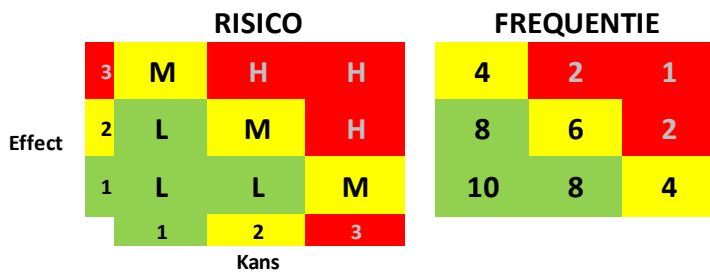 RISICO FREQUENTIE
3 M H H 4 2 1
Effect 2 L M H 8 6 2
1 L L M 10 8 4
1 2 3
Kans